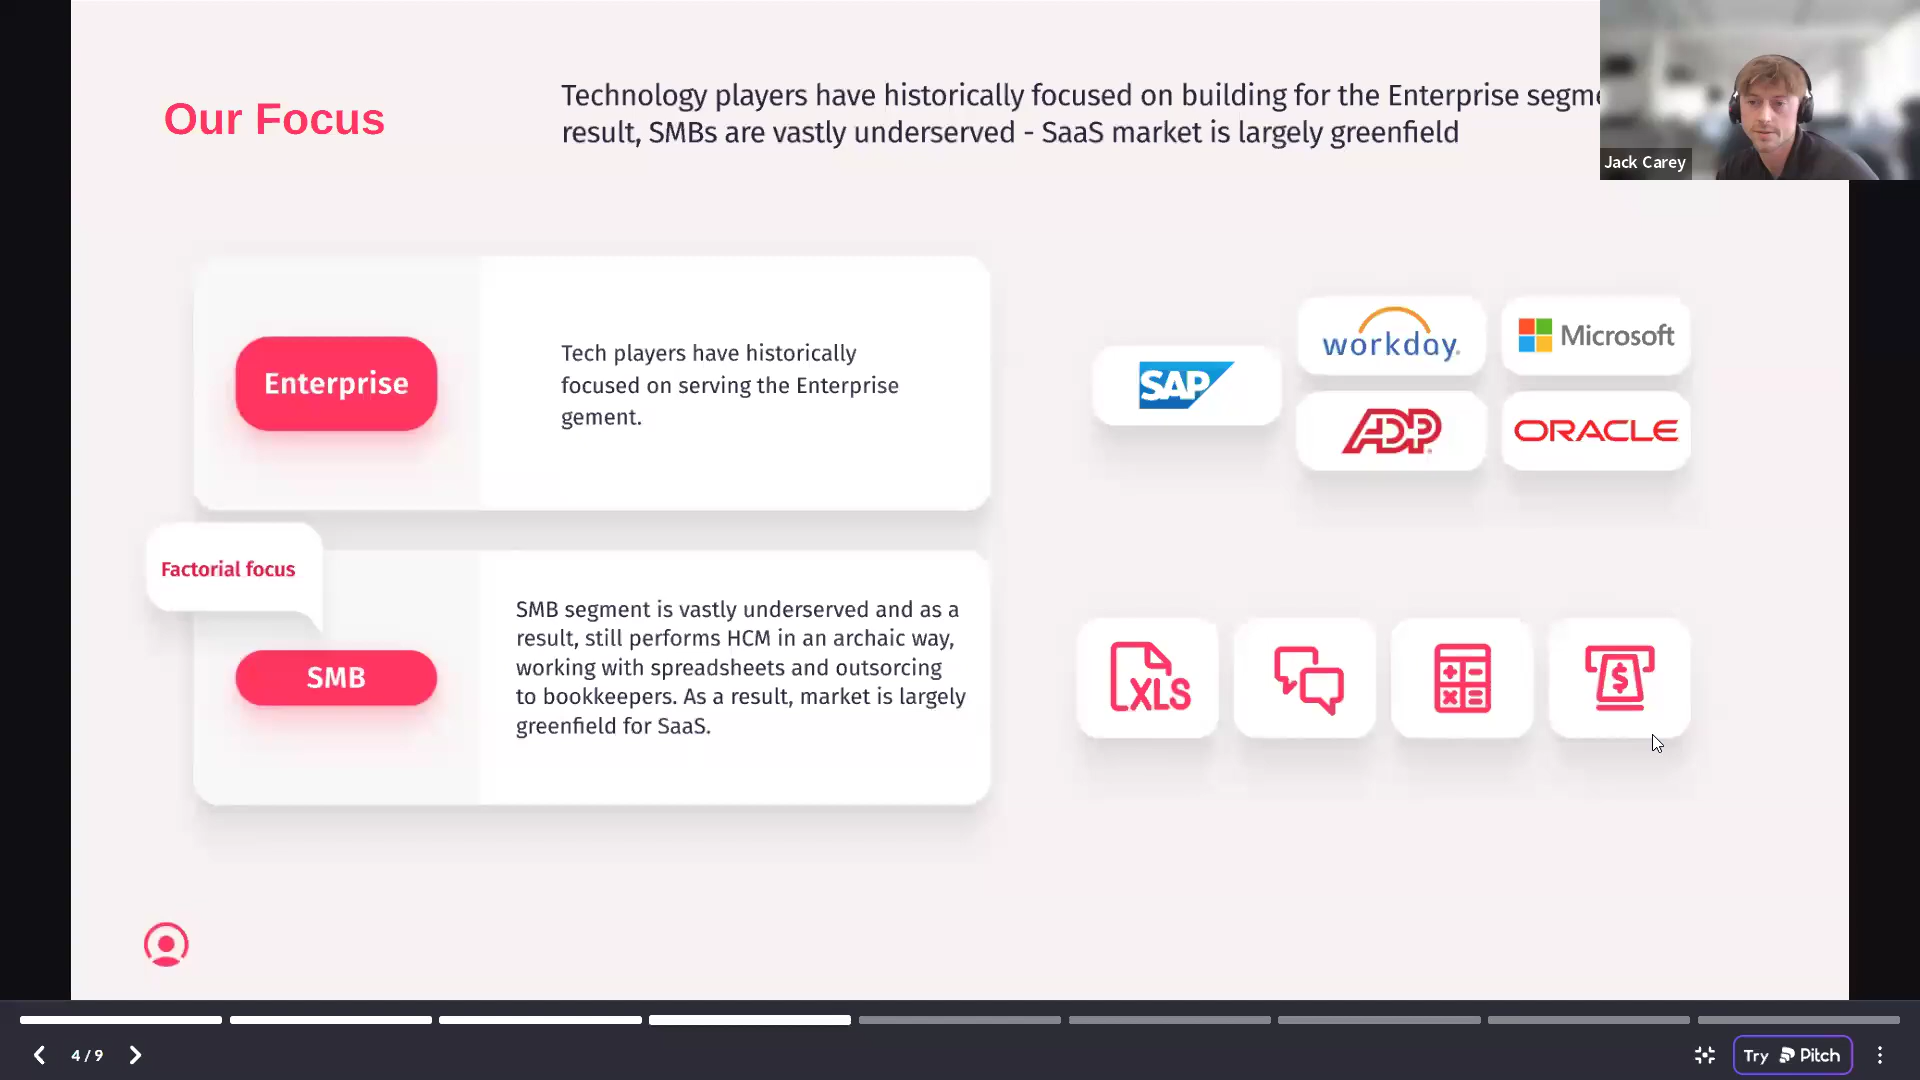 Our Focus
Technology players have historically focused on building for the Enterprise
result, SMBs are vastly underserved - SaaS market is largely greenfield
Jack Carey
Enterprise
Tech players have historically
focused on serving the Enterprise
gement.
SAP
workday.
Microsoft
ADP
ORACLE
Factorial focus
SMB
SMB segment is vastly underserved and as a
result, still performs HCM in an archaic way,
working with spreadsheets and outsorcing
to bookkeepers. As a result, market is largely
greenfield for SaaS.
XLS
$
4 / 9
Try Pitch